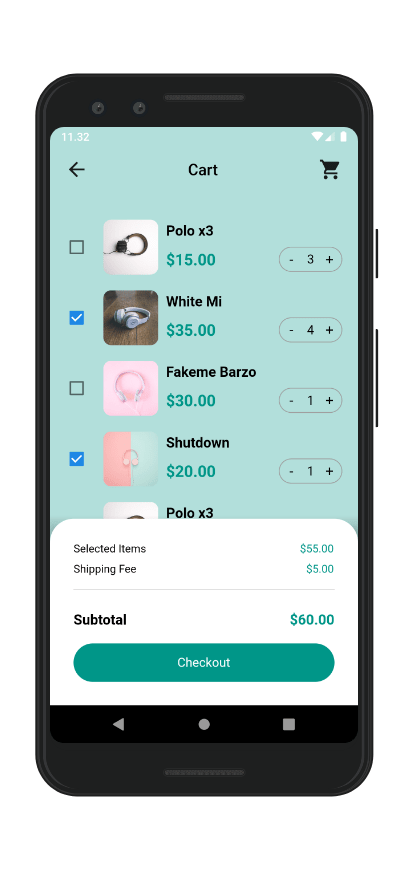 11.32
Cart
Polo x3
$15.00
- 3 +
White Mi
$35.00
- 4 +
Fakeme Barzo
$30.00
- 1 +
Shutdown
$20.00
- 1 +
Polo x3
Selected Items $55.00
Shipping Fee $5.00
Subtotal $60.00
Checkout